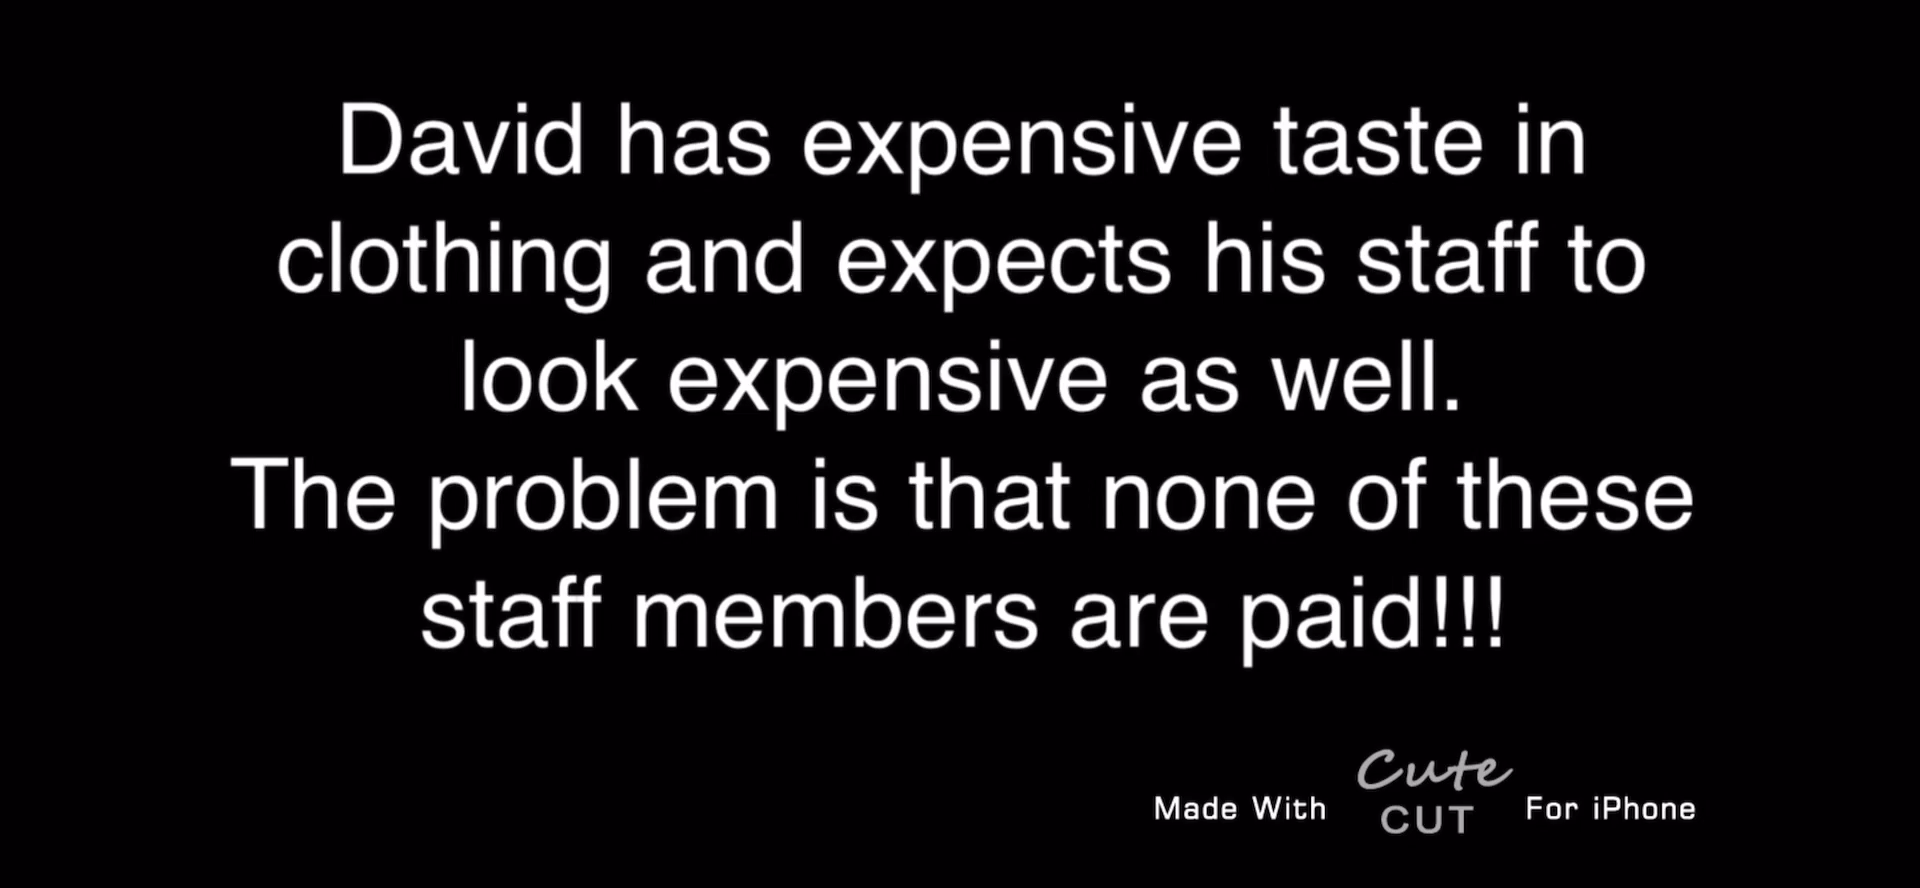 David has expensive taste in
clothing and expects his staff to
look expensive as well.
The problem is that none of these
staff members are paid!!!
Made With Cute CUT For iPhone